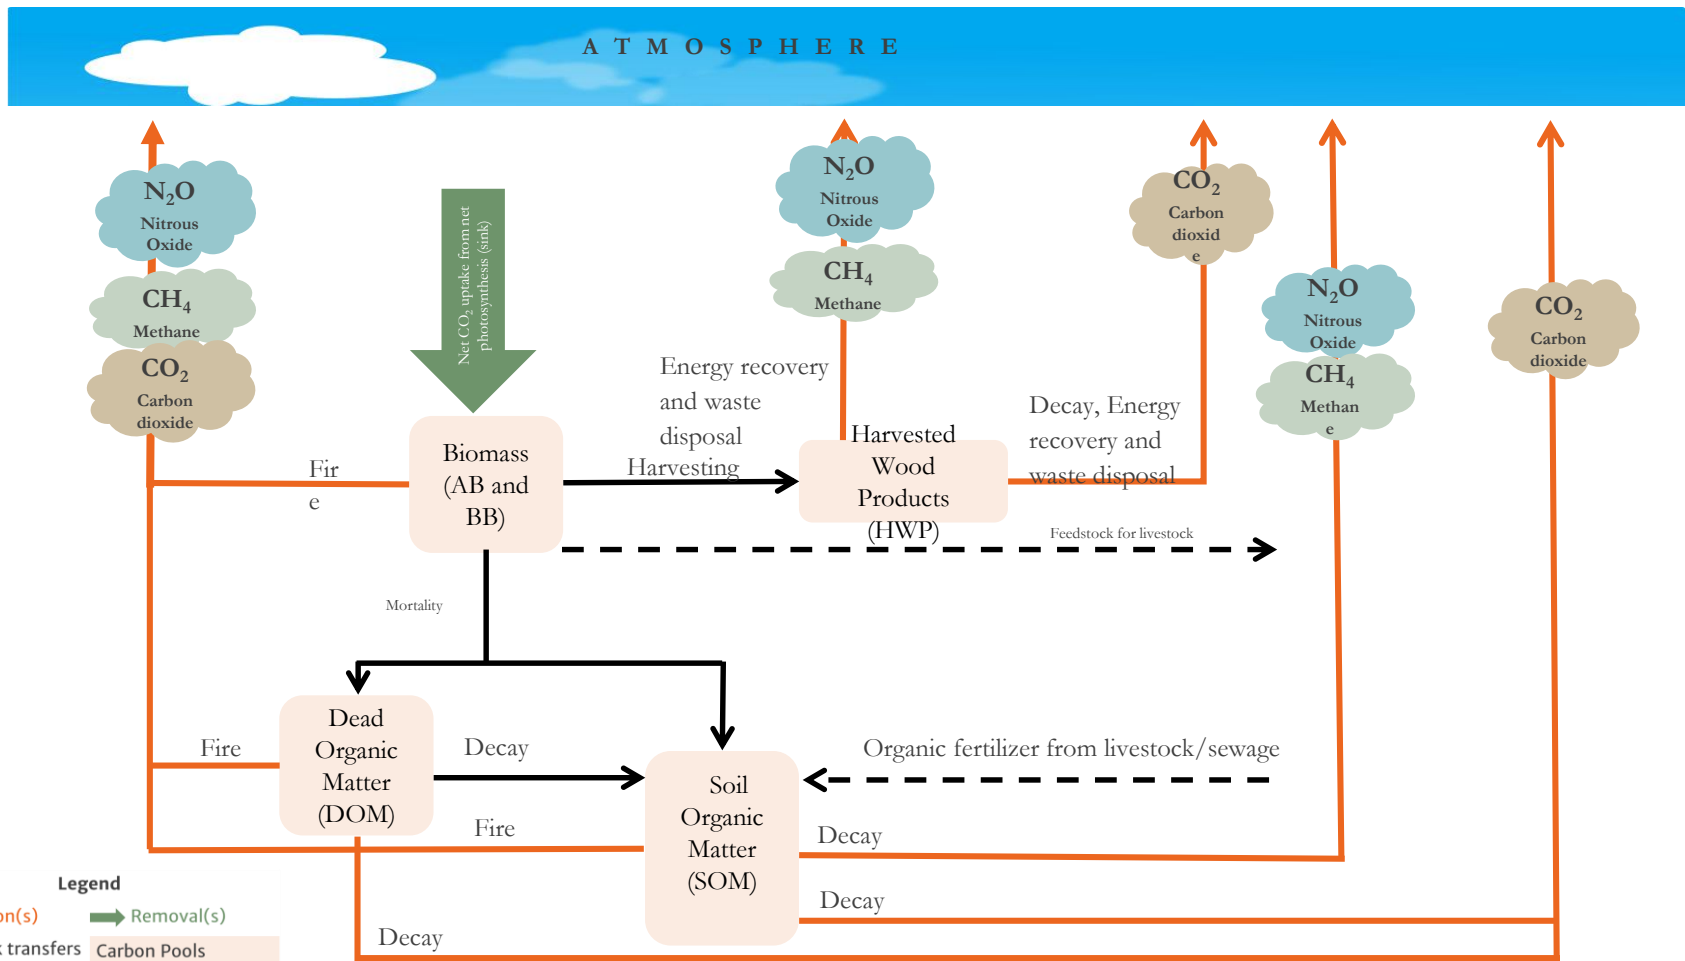 ATMOSPHERE
N₂O
Nitrous
Oxide
CH₄
Methane
CO₂
Carbon
dioxide
Net CO₂ uptake from net
photosynthesis (sink)
N₂O
Nitrous
Oxide
CH₄
Methane
CO₂
Carbon
dioxid
e
N₂O
Nitrous
Oxide
CH₄
Methan
e
CO₂
Carbon
dioxide
Energy recovery
and waste
disposal
Harvesting
Decay, Energy
recovery and
waste disposal
Fir
e
Biomass
(AB and
BB)
Harvested
Wood
Products
(HWP)
Feedstock for livestock
Mortality
Dead
Organic
Matter
(DOM)
Fire
Decay
Organic fertilizer from livestock/sewage
Soil
Organic
Matter
(SOM)
Fire
Decay
Decay
Decay
Legend
on(s)
Removal(s)
transfers
Carbon Pools